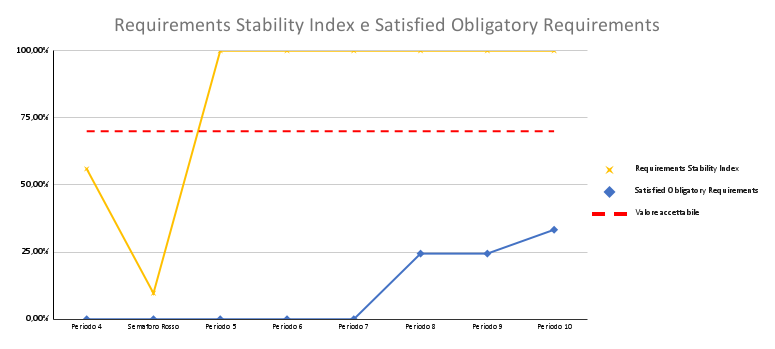 Requirements Stability Index e Satisfied Obligatory Requirements
100,00%
75,00%
50,00%
25,00%
0,00%
Periodo 4 Semaforo Rosso Periodo 5 Periodo 6 Periodo 7 Periodo 8 Periodo 9 Periodo 10
Requirements Stability Index
Satisfied Obligatory Requirements
Valore accettabile